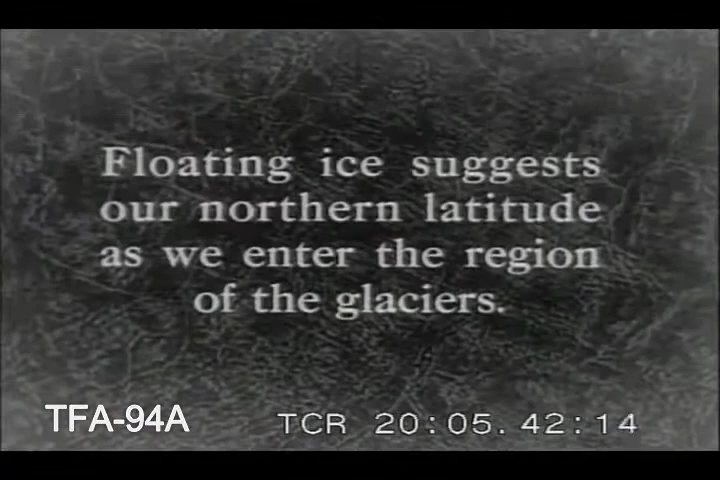 Floating ice suggests
our northern latitude
as we enter the region
of the glaciers.
TFA-94A
TCR 20:05.42:14